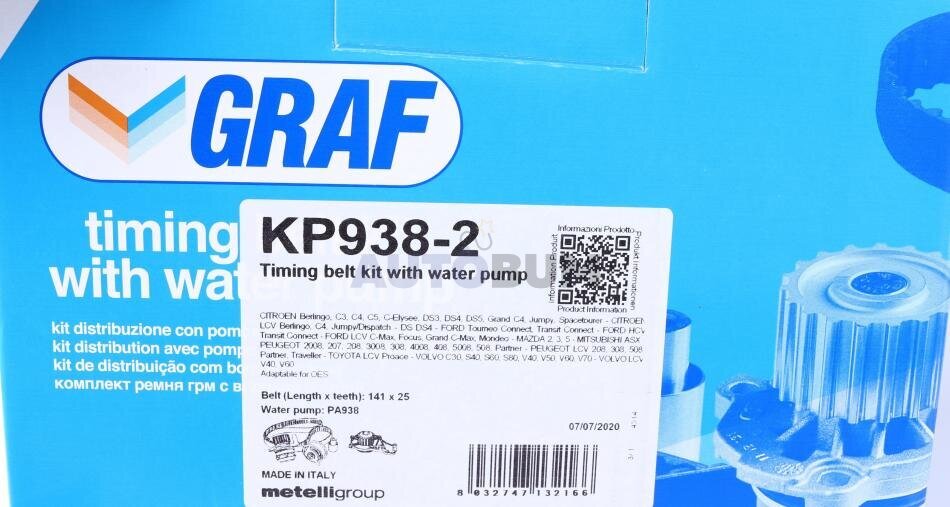 GRAF
timing
with wat
kit distribuzione con pom
kit distribution avec pomp
kit de distribuição com bo
комплект ремня грм с в
KP938-2
Timing belt kit with water pump
Informazioni Prodotto
Information Produit
Produkt Informationen
Product Information
CITROEN Berlingo, C3, C4, C5, C-Elysee, DS3, DS4, DS5, Grand C4, Jumpy, Spacetourer - CITROEN
LCV Berlingo, C4, Jumpy/Dispatch - DS DS4 - FORD Tourneo Connect, Transit Connect - FORD HCV
Transit Connect - FORD LCV C-Max, Focus, Grand C-Max, Mondeo - MAZDA 2, 3, 5 - MITSUBISHI ASX
PEUGEOT 2008, 207, 208, 3008, 308, 4008, 408, 5008, 508, Partner - PEUGEOT LCV 208, 308, 508
Partner, Traveller - TOYOTA LCV Proace - VOLVO C30, S40, S60, S80, V40, V50, V60, V70 - VOLVO LCV
V40, V60
Adaptable for OES
Belt (Length x teeth): 141 x 25
Water pump: PA938
07/07/2020
MADE IN ITALY
metelligroup
8 032747 132166